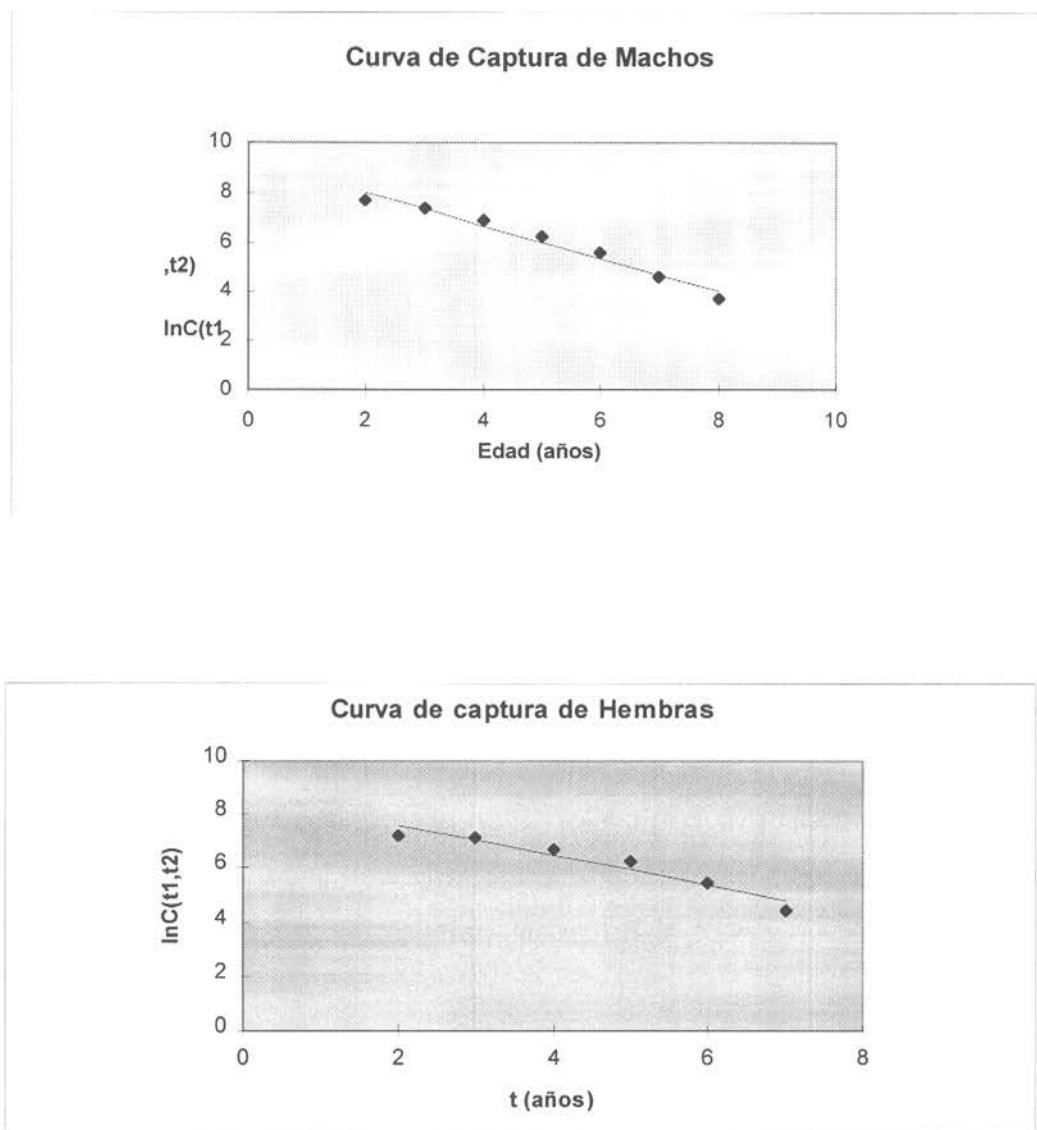 Curva de Captura de Machos
10
8
6
,t2)
4
lnC(t1
2
0
0 2 4 6 8 10
Edad (años)
Curva de captura de Hembras
10
8
6
lnC(t1,t2)
4
2
0
0 2 4 6 8
t (años)